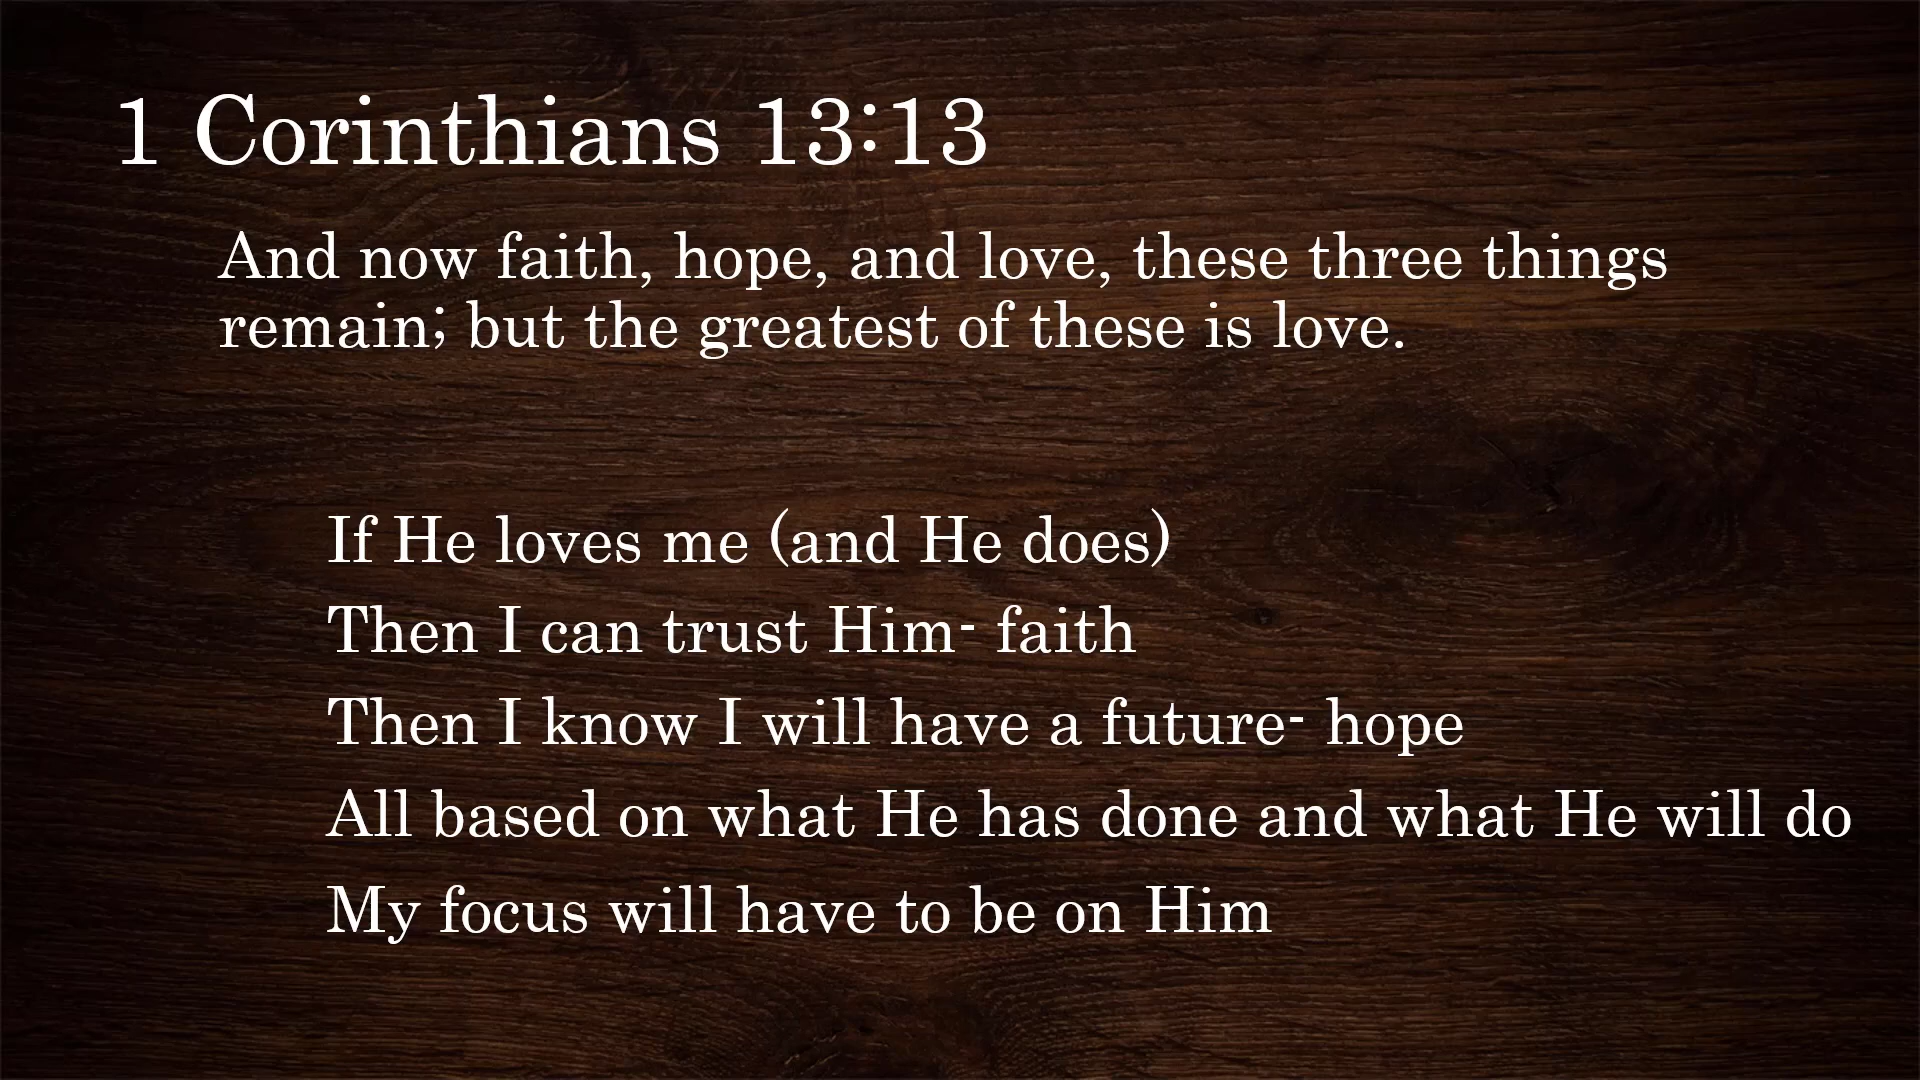 1 Corinthians 13:13
And now faith, hope, and love, these three things
remain; but the greatest of these is love.
If He loves me (and He does)
Then I can trust Him- faith
Then I know I will have a future- hope
All based on what He has done and what He will do
My focus will have to be on Him